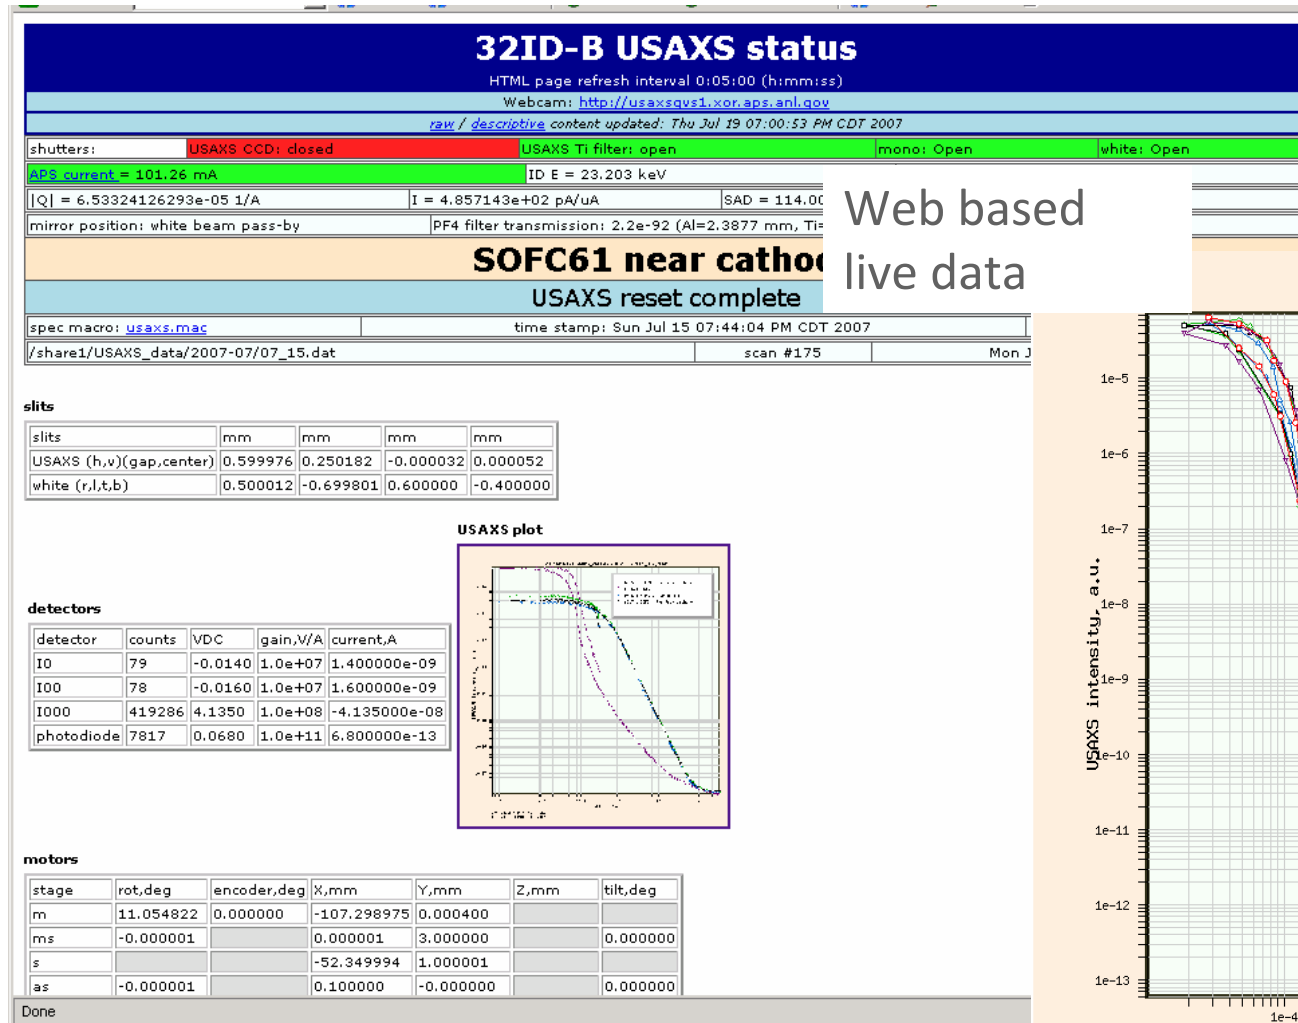 32ID-B USAXS status
HTML page refresh interval 0:05:00 (h:mm:ss)
Webcam: http://usaxsqvs1.xor.aps.anl.gov
raw / descriptive content updated: Thu Jul 19 07:00:53 PM CDT 2007
shutters: USAXS CCD: closed USAXS Ti filter: open mono: Open white: Open
APS current = 101.26 mA ID E = 23.203 keV
|Q| = 6.53324126293e-05 1/A I = 4.857143e+02 pA/uA SAD = 114.00
mirror position: white beam pass-by PF4 filter transmission: 2.2e-92 (Al=2.3877 mm, Ti=
Web based
live data
SOFC61 near catho
USAXS reset complete
spec macro: usaxs.mac time stamp: Sun Jul 15 07:44:04 PM CDT 2007
/share1/USAXS_data/2007-07/07_15.dat scan #175 Mon J
slits
slits mm mm mm mm
USAXS (h,v)(gap,center) 0.599976 0.250182 -0.000032 0.000052
white (r,l,t,b) 0.500012 -0.699801 0.600000 -0.400000
USAXS plot
detectors
detector counts VDC gain,V/A current,A
I0 79 -0.0140 1.0e+07 1.400000e-09
I00 78 -0.0160 1.0e+07 1.600000e-09
I000 419286 4.1350 1.0e+08 -4.135000e-08
photodiode 7817 0.0680 1.0e+11 6.800000e-13
motors
stage rot,deg encoder,deg X,mm Y,mm Z,mm tilt,deg
m 11.054822 0.000000 -107.298975 0.000400
ms -0.000001 0.000001 3.000000 0.000000
s -52.349994 1.000001
as -0.000001 0.100000 -0.000000 0.000000
Done
USAXS intensity, a.u.
1e-5
1e-6
1e-7
1e-8
1e-9
1e-10
1e-11
1e-12
1e-13
1e-4